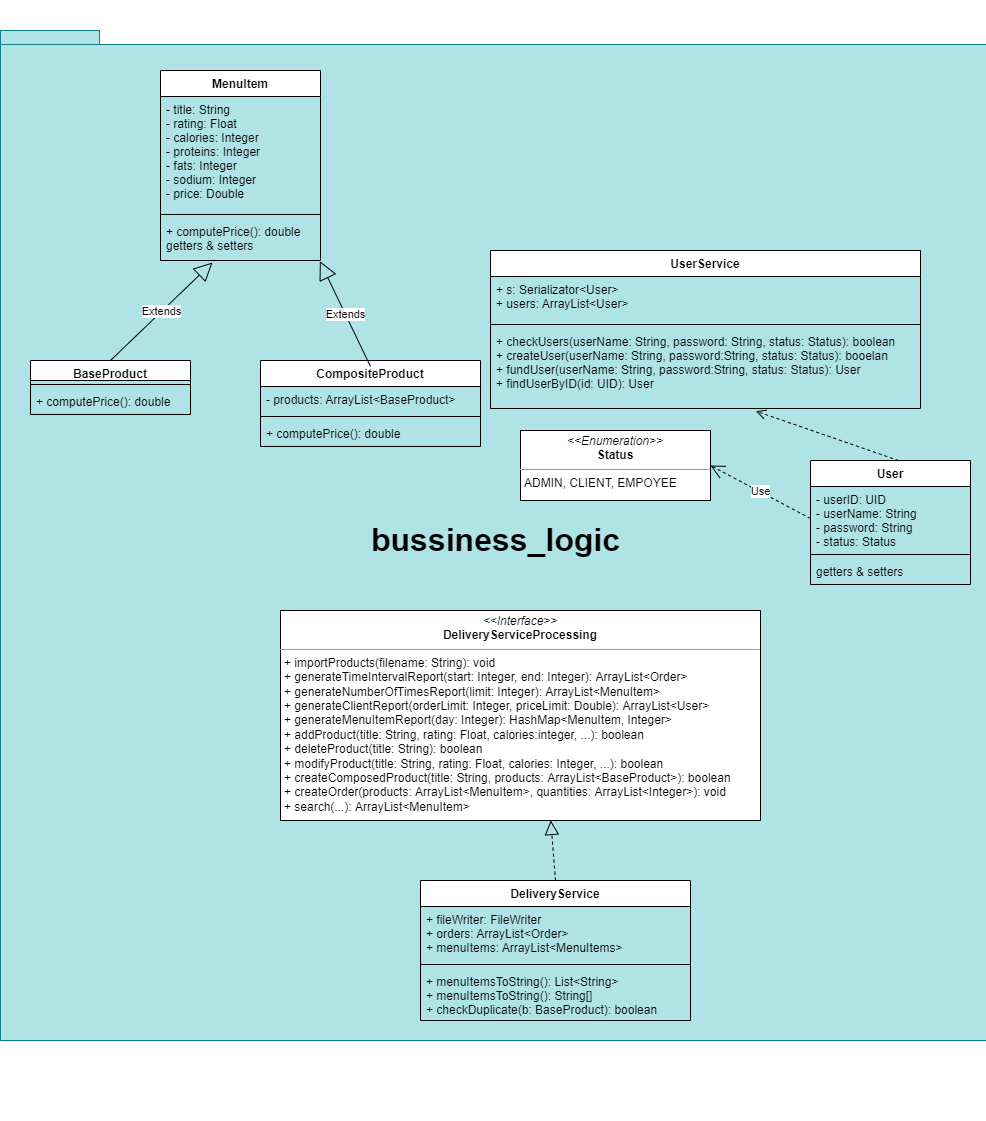 MenuItem
- title: String
- rating: Float
- calories: Integer
- proteins: Integer
- fats: Integer
- sodium: Integer
- price: Double
+ computePrice(): double
getters & setters
Extends
Extends
BaseProduct
+ computePrice(): double
CompositeProduct
- products: ArrayList<BaseProduct>
+ computePrice(): double
UserService
+ s: Serializator<User>
+ users: ArrayList<User>
+ checkUsers(userName: String, password: String, status: Status): boolean
+ createUser(userName: String, password:String, status: Status): booelan
+ fundUser(userName: String, password:String, status: Status): User
+ findUserByID(id: UID): User
<<Enumeration>>
Status
ADMIN, CLIENT, EMPOYEE
Use
User
- userID: UID
- userName: String
- password: String
- status: Status
getters & setters
bussiness_logic
<<Interface>>
DeliveryServiceProcessing
+ importProducts(filename: String): void
+ generateTimeIntervalReport(start: Integer, end: Integer): ArrayList<Order>
+ generateNumberOfTimesReport(limit: Integer): ArrayList<MenuItem>
+ generateClientReport(orderLimit: Integer, priceLimit: Double): ArrayList<User>
+ generateMenuItemReport(day: Integer): HashMap<MenuItem, Integer>
+ addProduct(title: String, rating: Float, calories:integer, ...): boolean
+ deleteProduct(title: String): boolean
+ modifyProduct(title: String, rating: Float, calories: Integer, ...): boolean
+ createComposedProduct(title: String, products: ArrayList<BaseProduct>): boolean
+ createOrder(products: ArrayList<MenuItem>, quantities: ArrayList<Integer>): void
+ search(...): ArrayList<MenuItem>
DeliveryService
+ fileWriter: FileWriter
+ orders: ArrayList<Order>
+ menuItems: ArrayList<MenuItems>
+ menuItemsToString(): List<String>
+ menuItemsToString(): String[]
+ checkDuplicate(b: BaseProduct): boolean